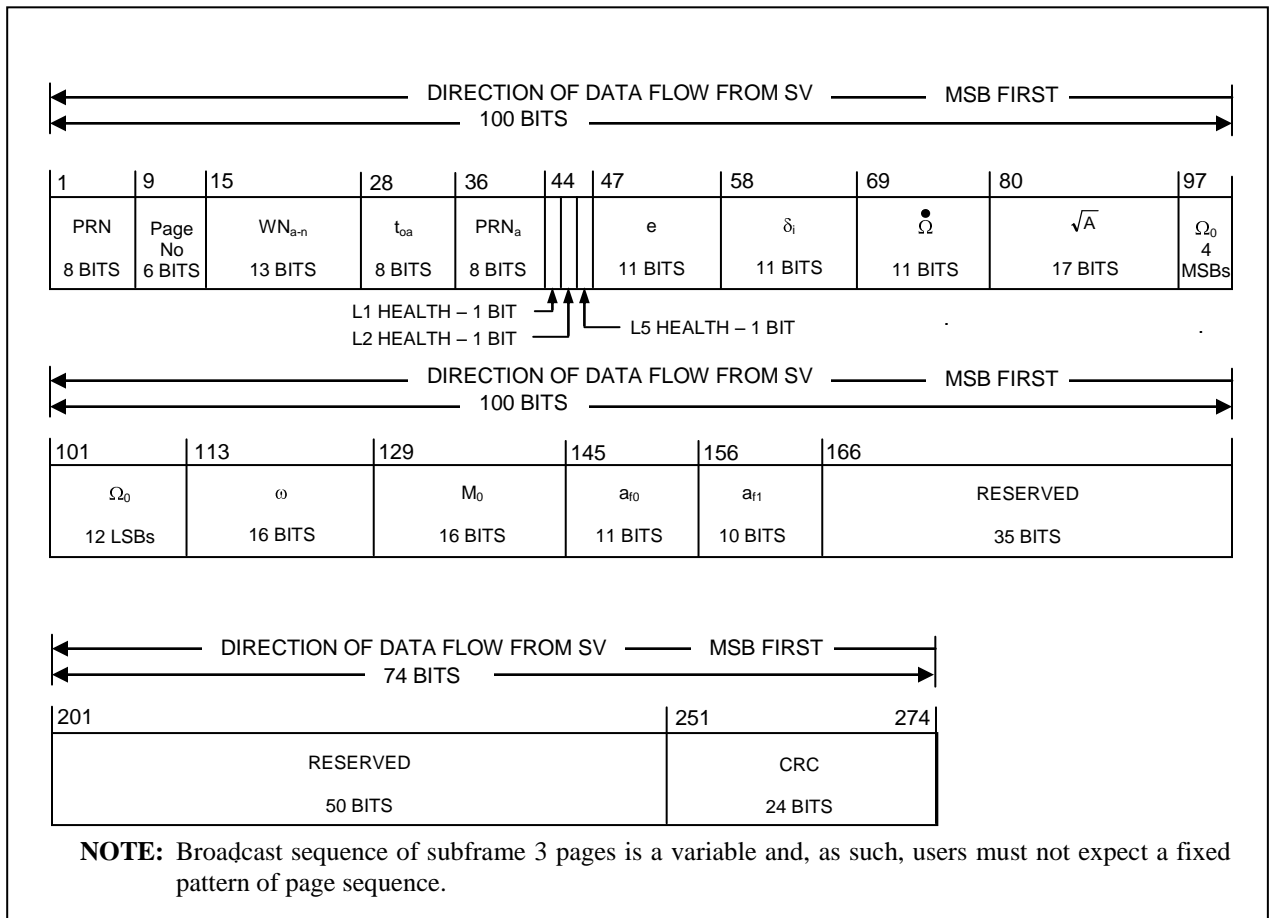 DIRECTION OF DATA FLOW FROM SV MSB FIRST
100 BITS
1 9 15 28 36 44 47 58 69 80 97
PRN Page No WNa-n toa PRNa e δi Ω̇ √A Ω0 4 MSBs
8 BITS 6 BITS 13 BITS 8 BITS 8 BITS 11 BITS 11 BITS 11 BITS 17 BITS
L1 HEALTH – 1 BIT
L2 HEALTH – 1 BIT
L5 HEALTH – 1 BIT
DIRECTION OF DATA FLOW FROM SV MSB FIRST
100 BITS
101 113 129 145 156 166
Ω0 ω M0 af0 af1 RESERVED
12 LSBs 16 BITS 16 BITS 11 BITS 10 BITS 35 BITS
DIRECTION OF DATA FLOW FROM SV MSB FIRST
74 BITS
201 251 274
RESERVED CRC
50 BITS 24 BITS
NOTE: Broadcast sequence of subframe 3 pages is a variable and, as such, users must not expect a fixed
pattern of page sequence.